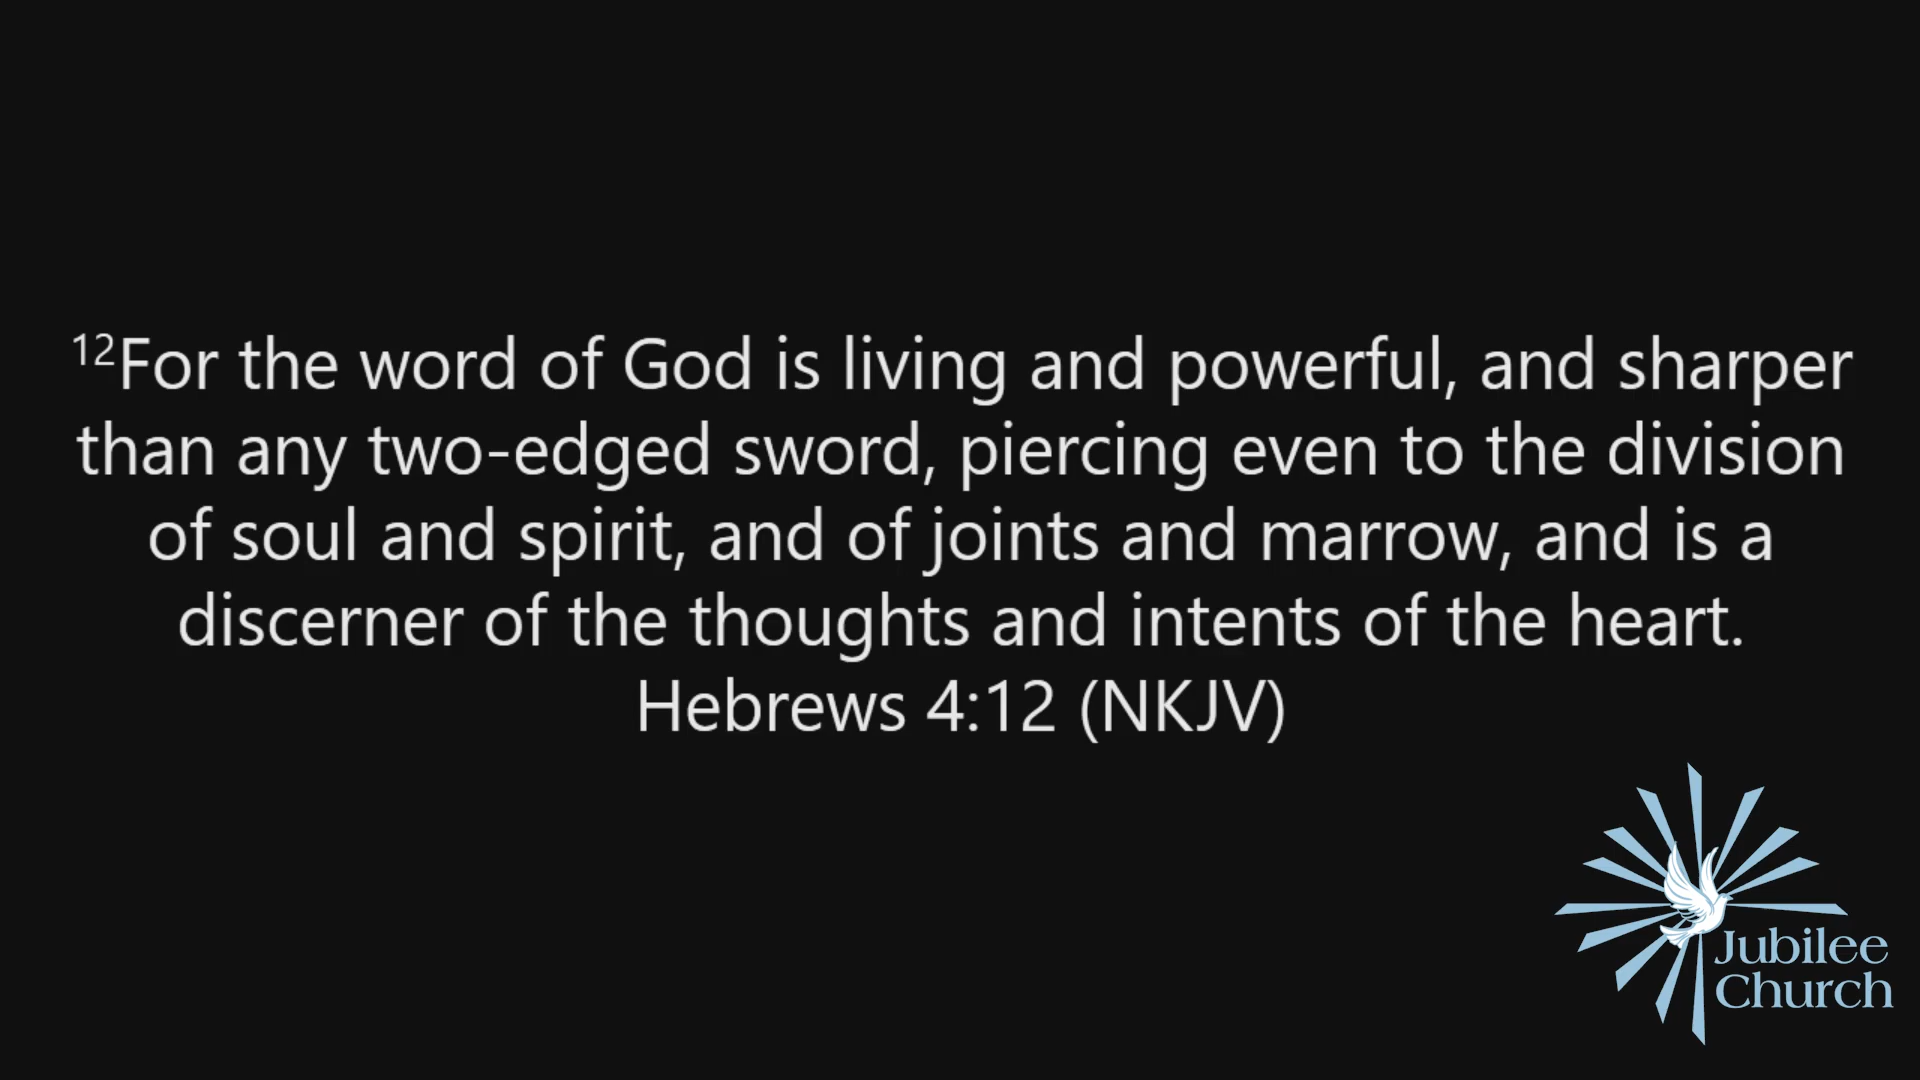 ¹²For the word of God is living and powerful, and sharper
than any two-edged sword, piercing even to the division
of soul and spirit, and of joints and marrow, and is a
discerner of the thoughts and intents of the heart.
Hebrews 4:12 (NKJV)
Jubilee
Church